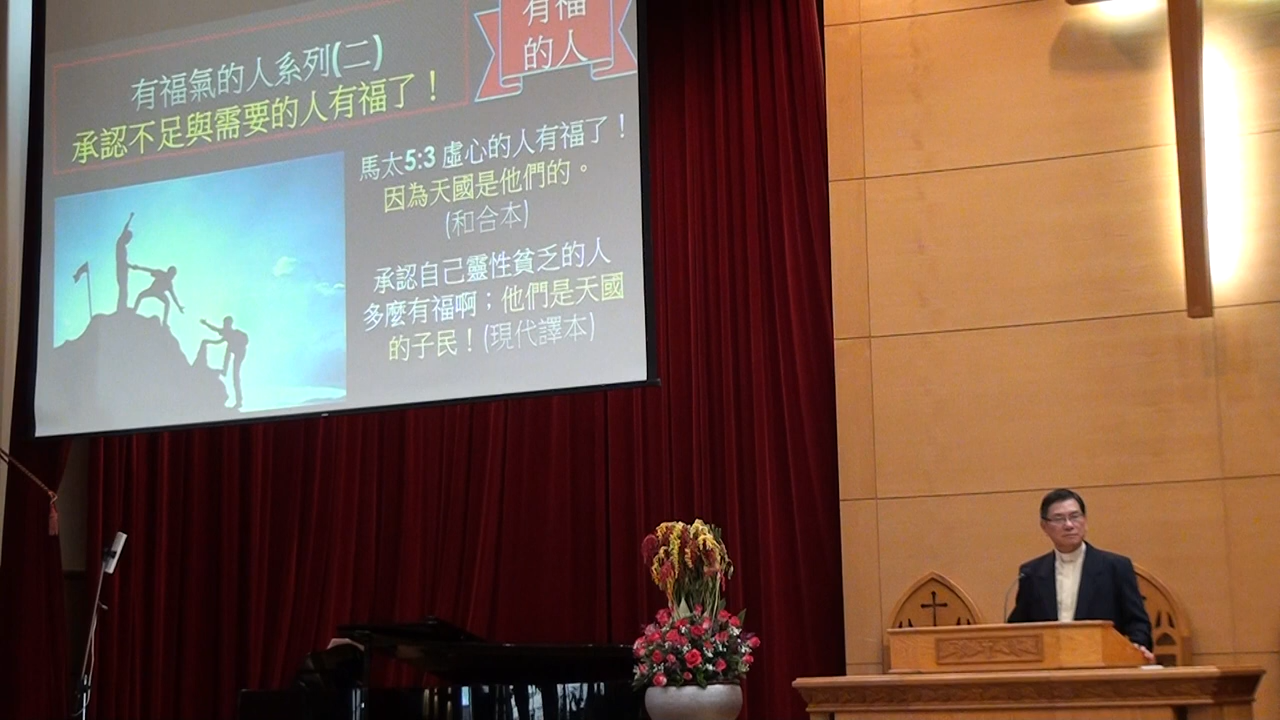 有福
的人
有福氣的人系列(二)
承認不足與需要的人有福了！
馬太5:3 虛心的人有福了！
因為天國是他們的。
(和合本)
承認自己靈性貧乏的人
多麼有福啊；他們是天國
的子民！(現代譯本)